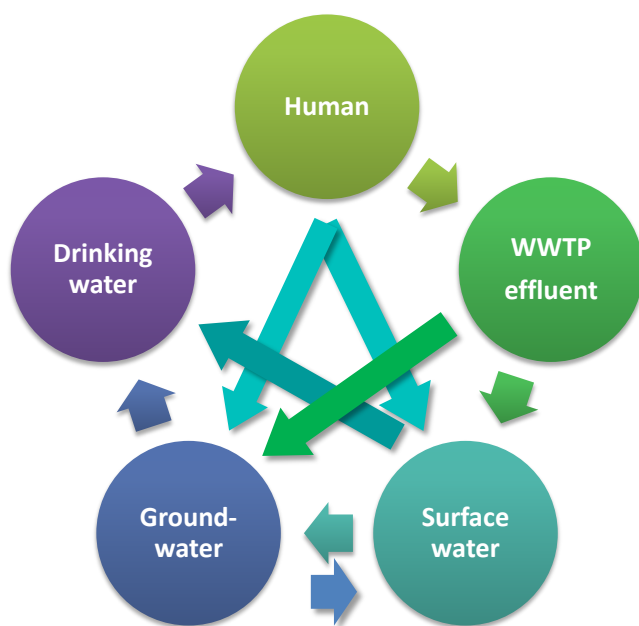 Human
Drinking
water
WWTP
effluent
Ground-
water
Surface
water